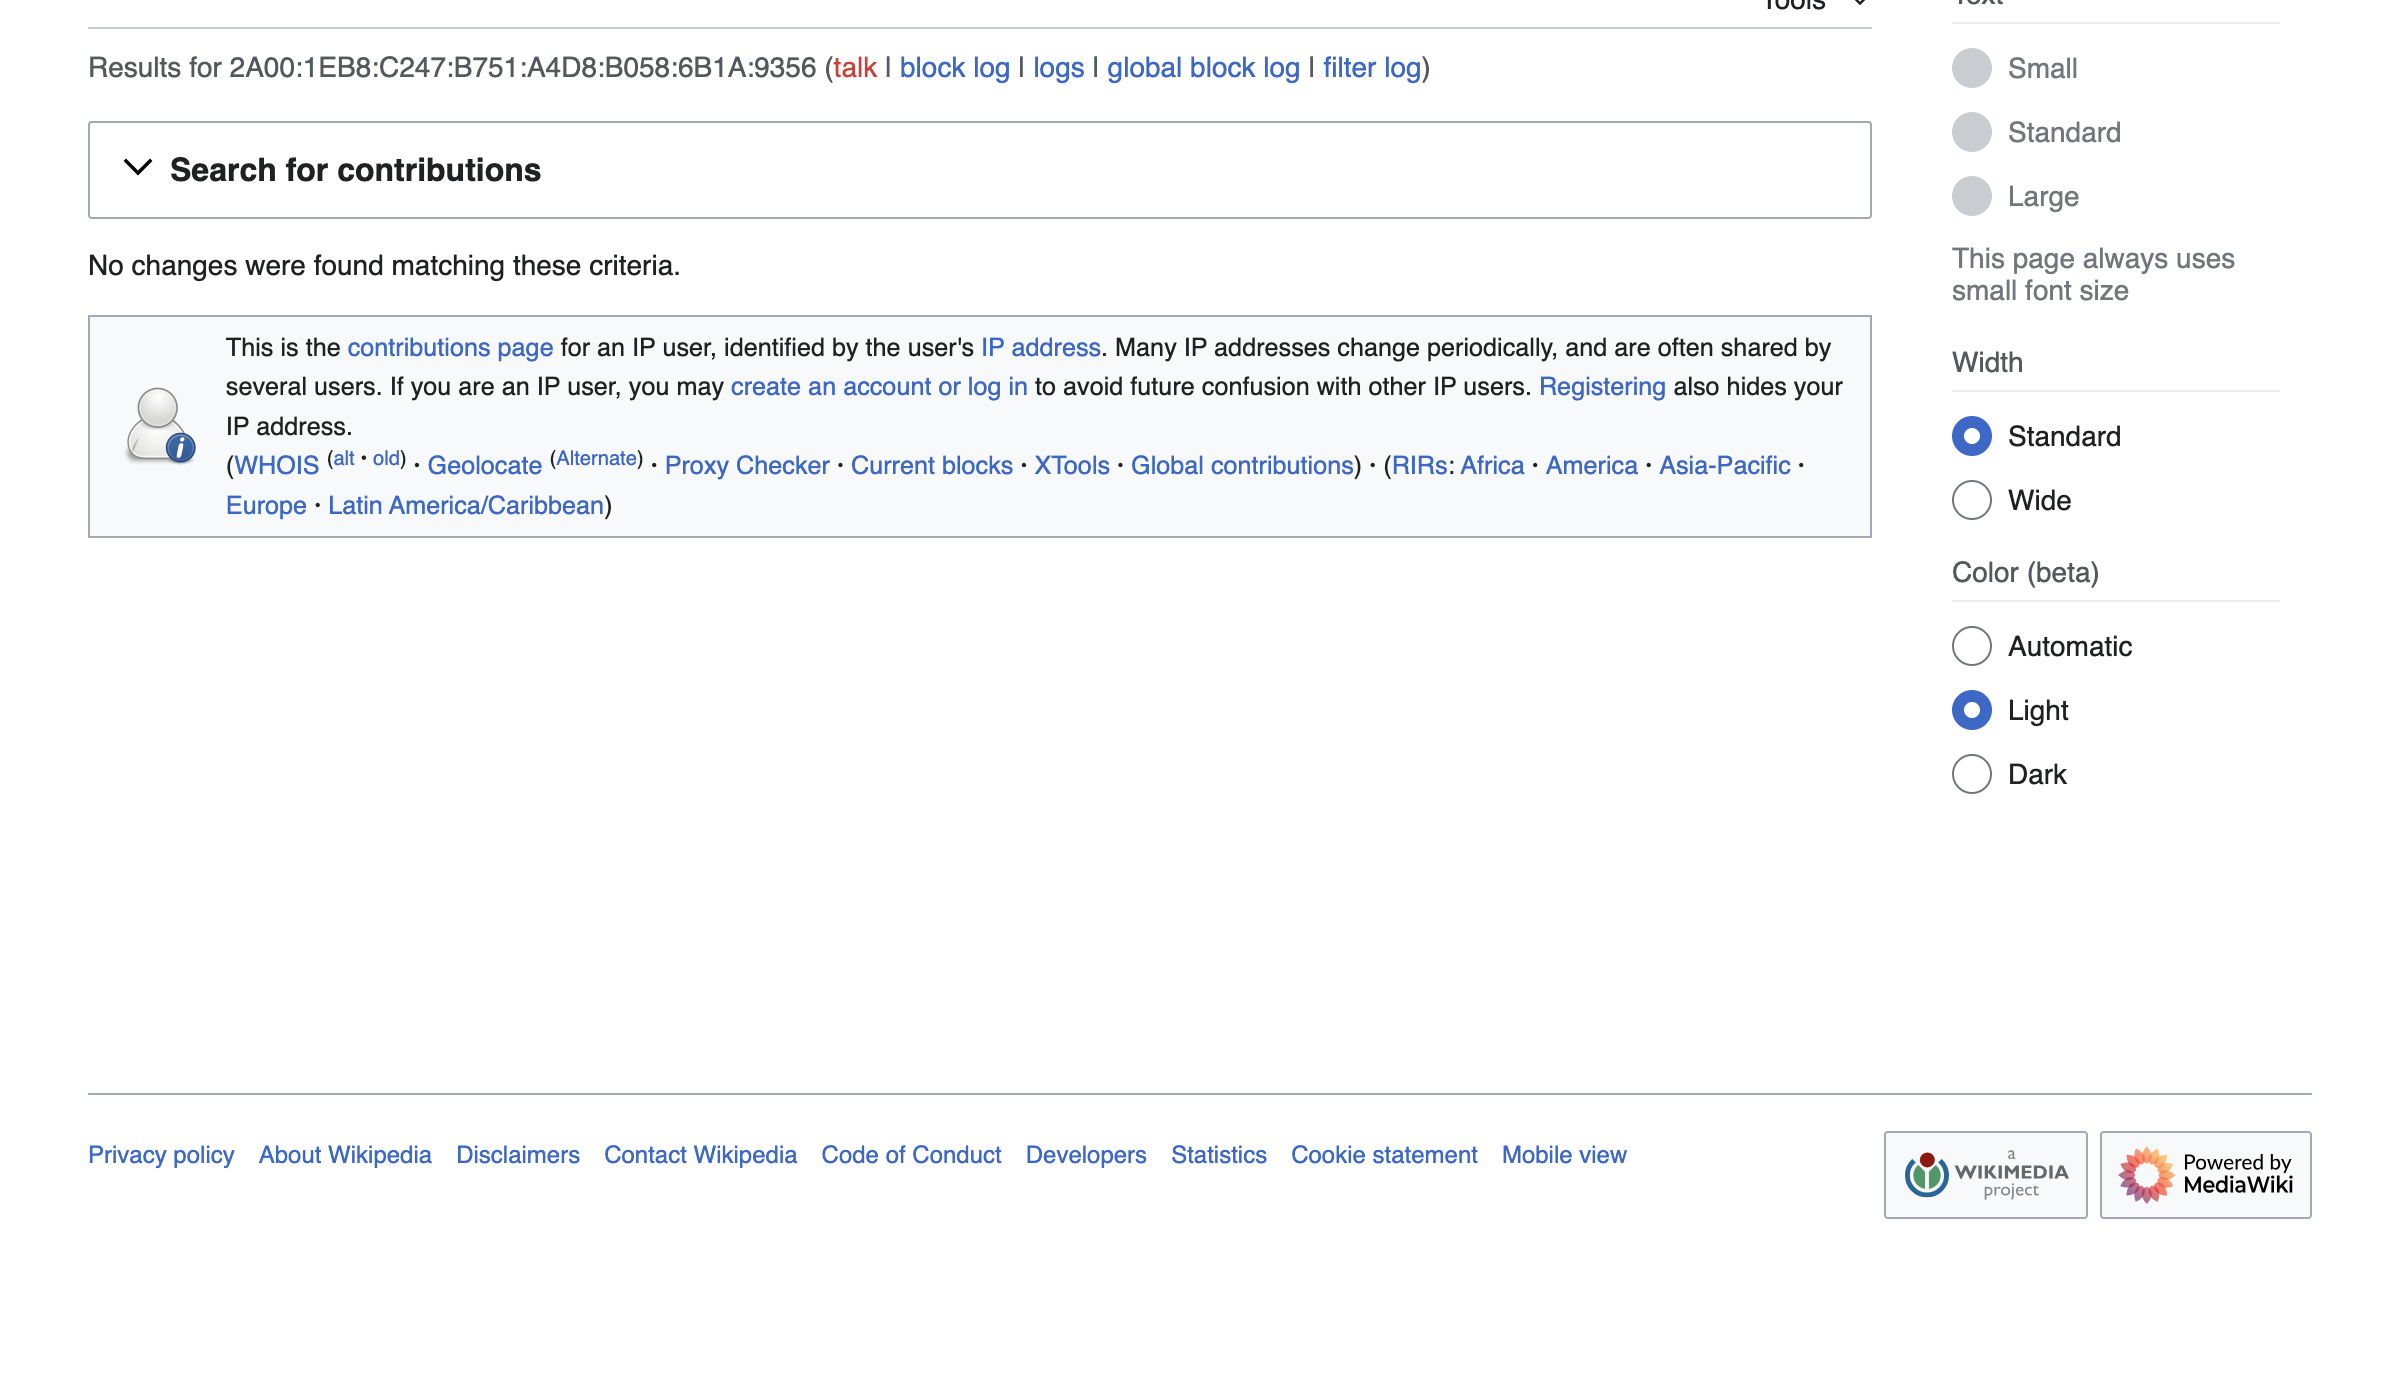 Tools
Text
Results for 2A00:1EB8:C247:B751:A4D8:B058:6B1A:9356 (talk | block log | logs | global block log | filter log)
Search for contributions
No changes were found matching these criteria.
This is the contributions page for an IP user, identified by the user's IP address. Many IP addresses change periodically, and are often shared by
several users. If you are an IP user, you may create an account or log in to avoid future confusion with other IP users. Registering also hides your
IP address.
(WHOIS (alt • old) · Geolocate (Alternate) · Proxy Checker · Current blocks · XTools · Global contributions) · (RIRs: Africa · America · Asia-Pacific ·
Europe · Latin America/Caribbean)
Small
Standard
Large
This page always uses
small font size
Width
Standard
Wide
Color (beta)
Automatic
Light
Dark
Privacy policy About Wikipedia Disclaimers Contact Wikipedia Code of Conduct Developers Statistics Cookie statement Mobile view
a
WIKIMEDIA
project
Powered by
MediaWiki